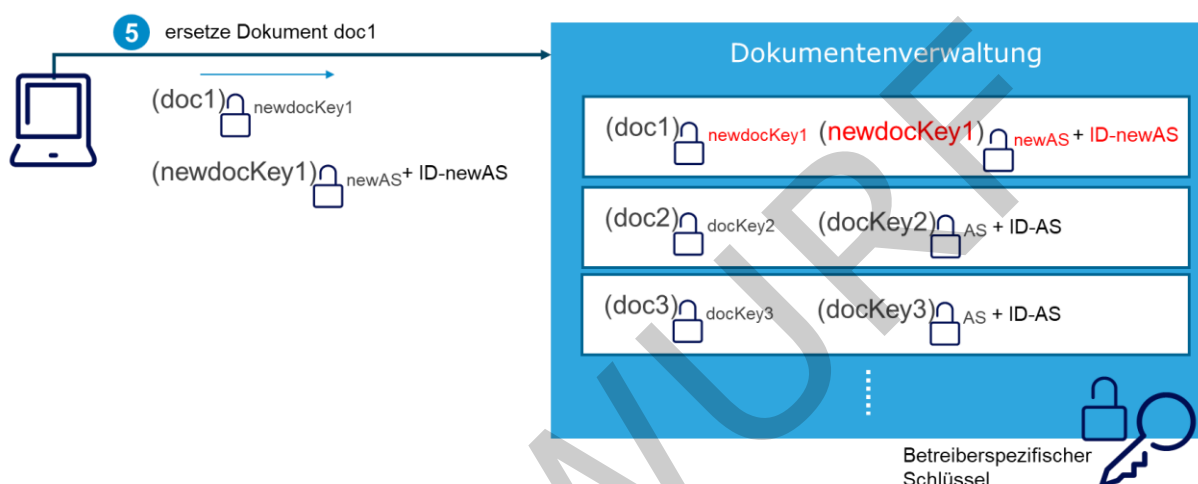 5 ersetze Dokument doc1
(doc1) newdocKey1
(newdocKey1) newAS + ID-newAS
Dokumentenverwaltung
(doc1) newdocKey1 (newdocKey1) newAS + ID-newAS
(doc2) docKey2 (docKey2) AS + ID-AS
(doc3) docKey3 (docKey3) AS + ID-AS
Betreiberspezifischer
Schlüssel
WURF